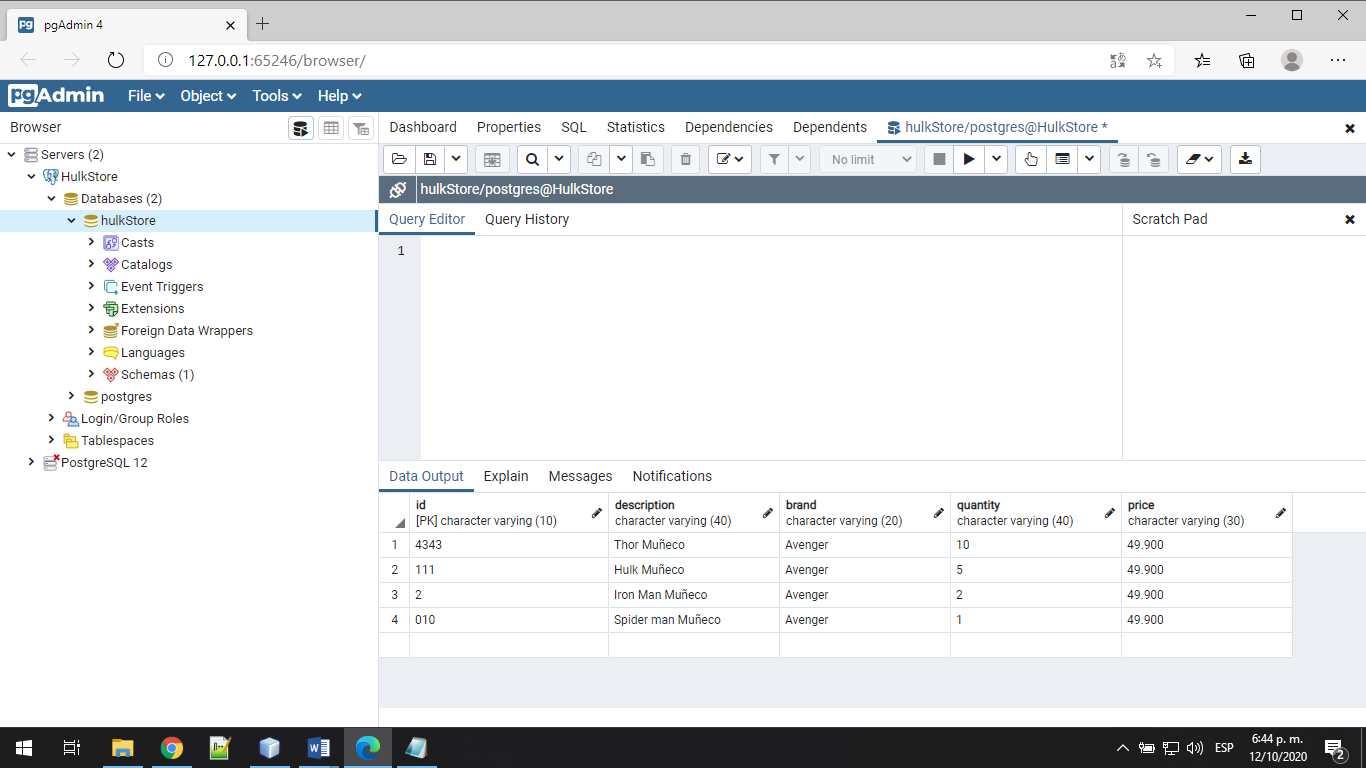 pgAdmin 4
127.0.0.1:65246/browser/
pgAdmin File Object Tools Help
Browser
Dashboard Properties SQL Statistics Dependencies Dependents hulkStore/postgres@HulkStore *
Servers (2)
HulkStore
Databases (2)
hulkStore
Casts
Catalogs
Event Triggers
Extensions
Foreign Data Wrappers
Languages
Schemas (1)
postgres
Login/Group Roles
Tablespaces
PostgreSQL 12
No limit
hulkStore/postgres@HulkStore
Query Editor Query History Scratch Pad
1
Data Output Explain Messages Notifications
id description brand quantity price
[PK] character varying (10) character varying (40) character varying (20) character varying (40) character varying (30)
1 4343 Thor Muñeco Avenger 10 49.900
2 111 Hulk Muñeco Avenger 5 49.900
3 2 Iron Man Muñeco Avenger 2 49.900
4 010 Spider man Muñeco Avenger 1 49.900
ESP
6:44 p. m.
12/10/2020
2